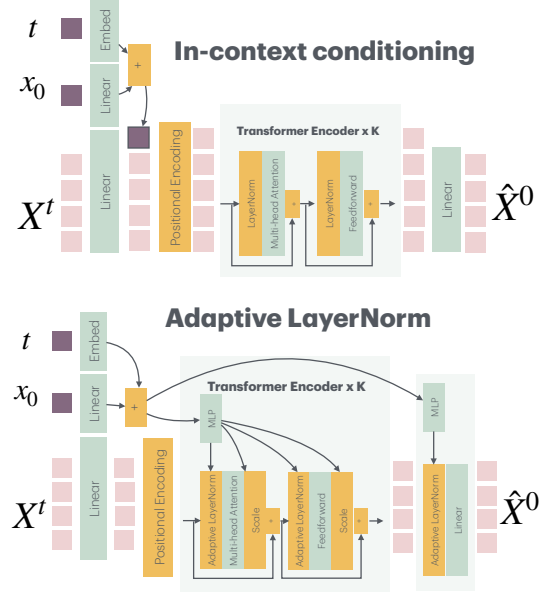 In-context conditioning
t
Embed
x₀
Linear
+
Xᵗ
Linear
Positional Encoding
Transformer Encoder x K
LayerNorm
Multi-head Attention
+
LayerNorm
Feedforward
+
Linear
X̂⁰
Adaptive LayerNorm
t
Embed
x₀
Linear
+
Xᵗ
Linear
Positional Encoding
Transformer Encoder x K
MLP
Adaptive LayerNorm
Multi-head Attention
Scale
+
Adaptive LayerNorm
Feedforward
Scale
+
MLP
Adaptive LayerNorm
Linear
X̂⁰